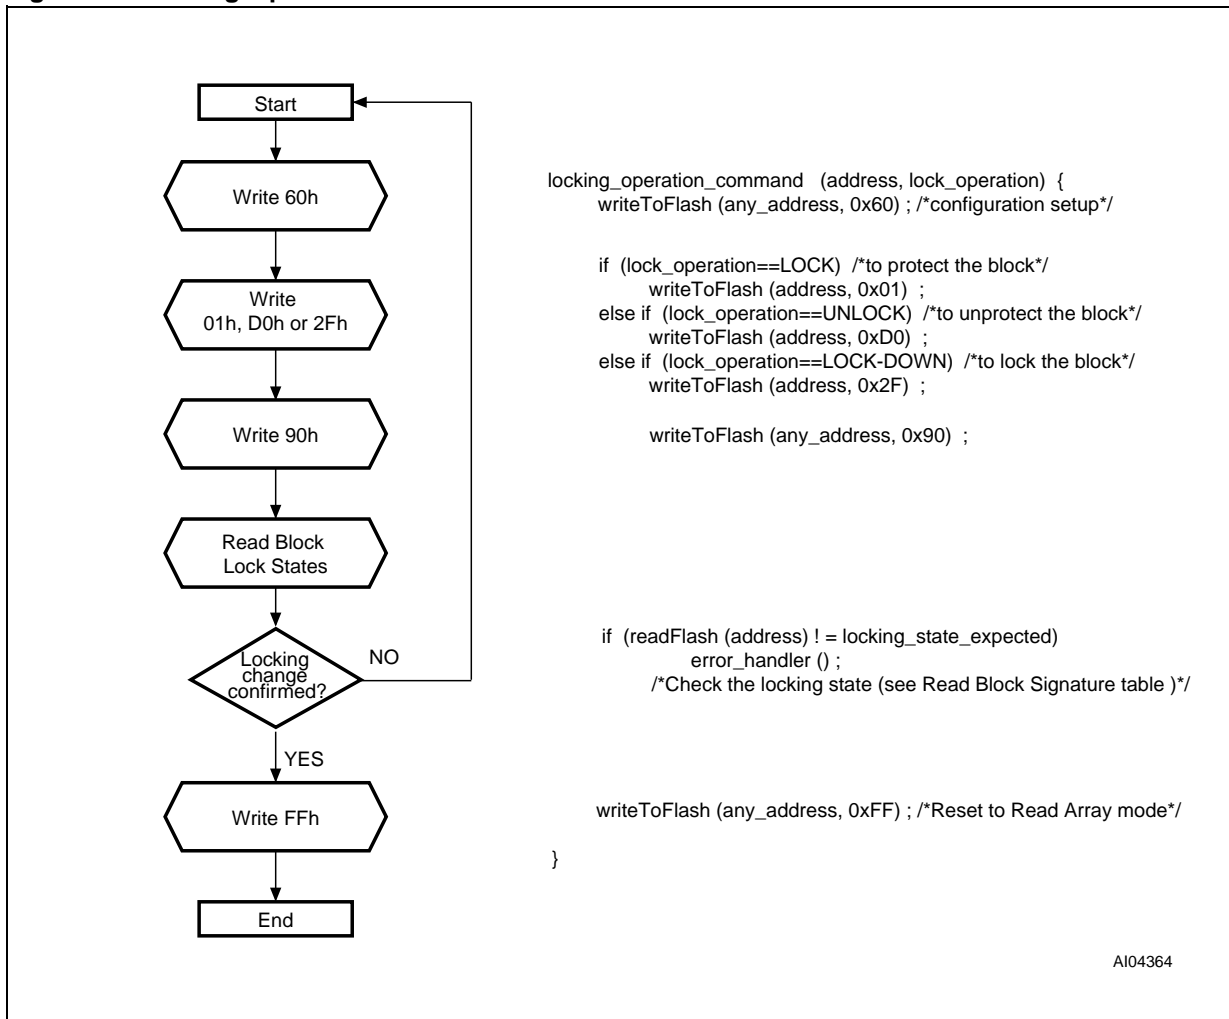 Start
Write 60h
locking_operation_command (address, lock_operation) {
writeToFlash (any_address, 0x60) ; /*configuration setup*/
Write
01h, D0h or 2Fh
if (lock_operation==LOCK) /*to protect the block*/
writeToFlash (address, 0x01) ;
else if (lock_operation==UNLOCK) /*to unprotect the block*/
writeToFlash (address, 0xD0) ;
else if (lock_operation==LOCK-DOWN) /*to lock the block*/
writeToFlash (address, 0x2F) ;
Write 90h
writeToFlash (any_address, 0x90) ;
Read Block
Lock States
Locking
change
confirmed?
NO
if (readFlash (address) ! = locking_state_expected)
error_handler () ;
/*Check the locking state (see Read Block Signature table )*/
YES
Write FFh
writeToFlash (any_address, 0xFF) ; /*Reset to Read Array mode*/
}
End
AI04364